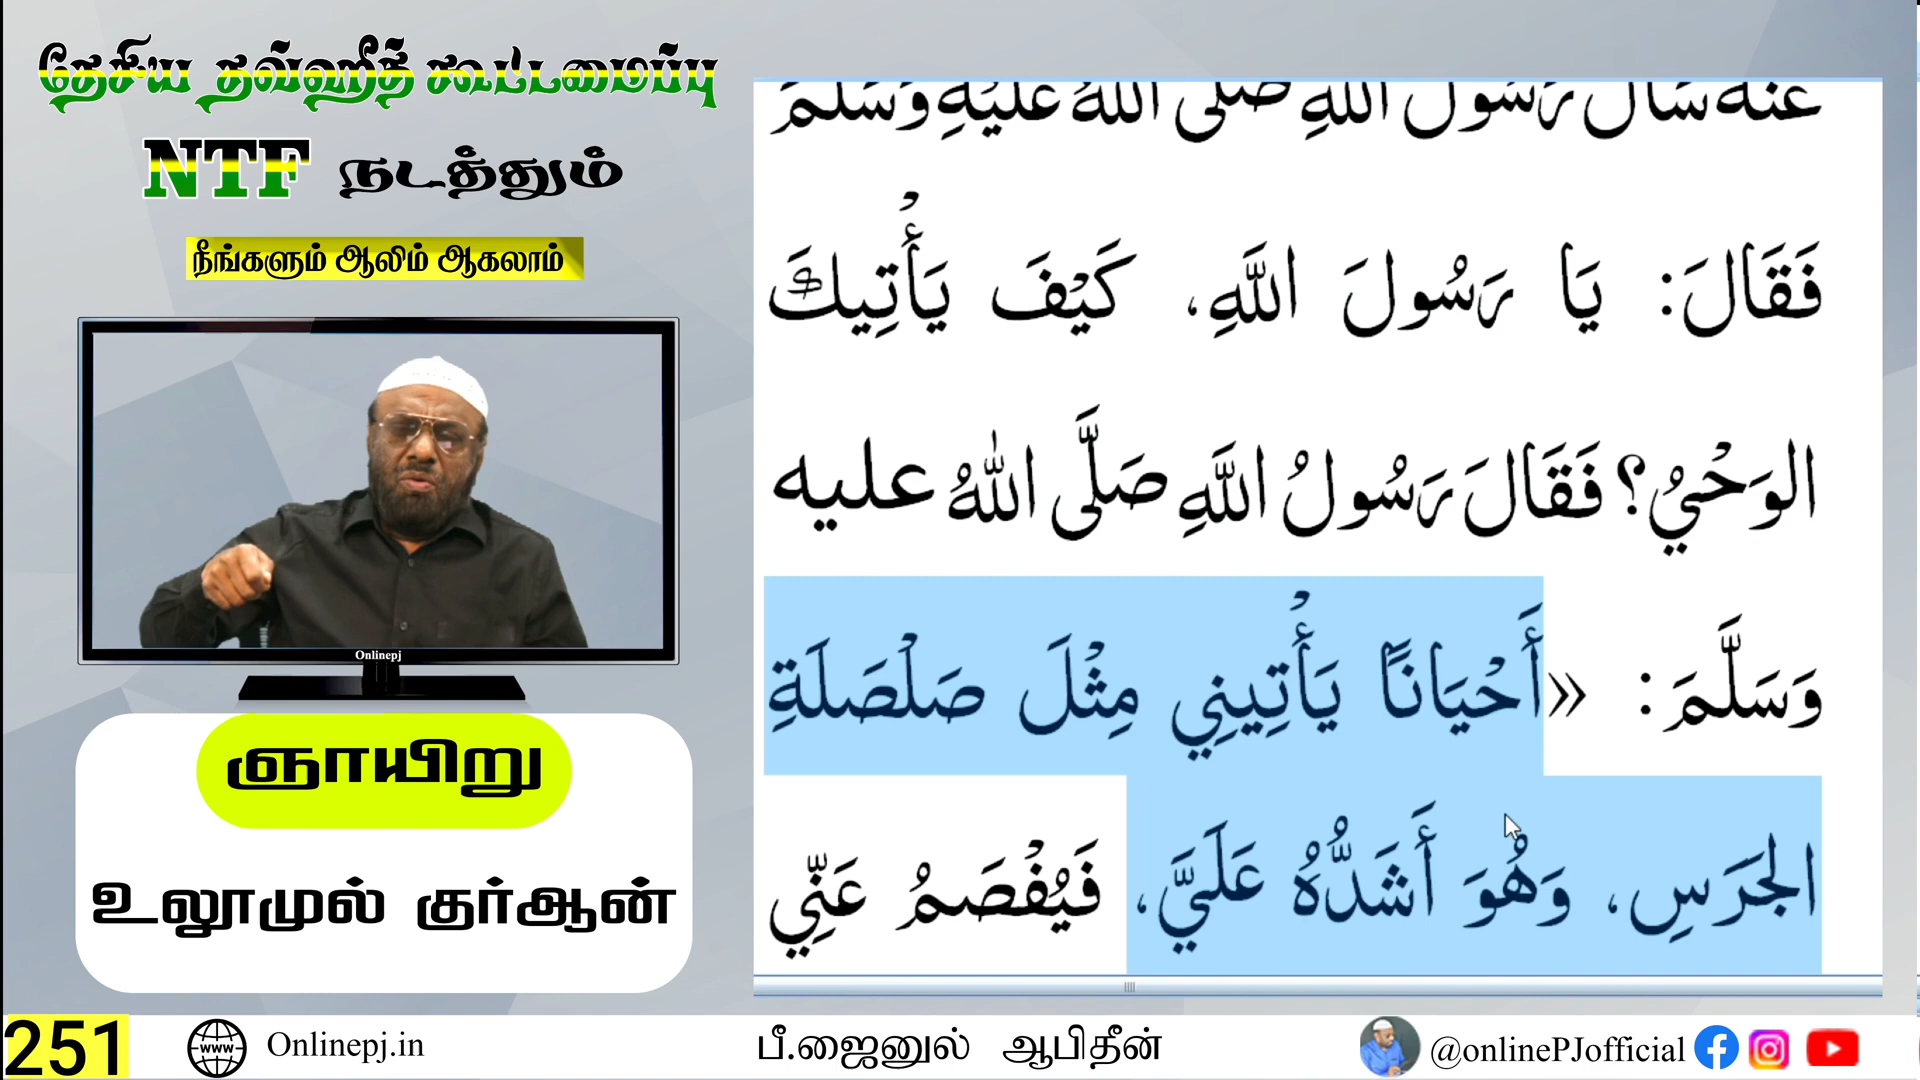 தேசிய தவ்ஹீத் கூட்டமைப்பு
NTF நடத்தும்
நீங்களும் ஆலிம் ஆகலாம்
Onlinepj
ஞாயிறு
உலூமுல் குர்ஆன்
عنه سأل رسول الله صلى الله عليه وسلم
فَقَالَ: يَا رَسُولَ اللَّهِ، كَيْفَ يَأْتِيكَ
الوَحْيُ؟ فَقَالَ رَسُولُ اللَّهِ صَلَّى اللهُ عليه
وَسَلَّمَ: «أَحْيَانًا يَأْتِينِي مِثْلَ صَلْصَلَةِ
الجَرَسِ، وَهُوَ أَشَدُّهُ عَلَيَّ، فَيُفْصَمُ عَنِّي
251
www
Onlinepj.in
பீ.ஜைனுல் ஆபிதீன்
@onlinePJofficial